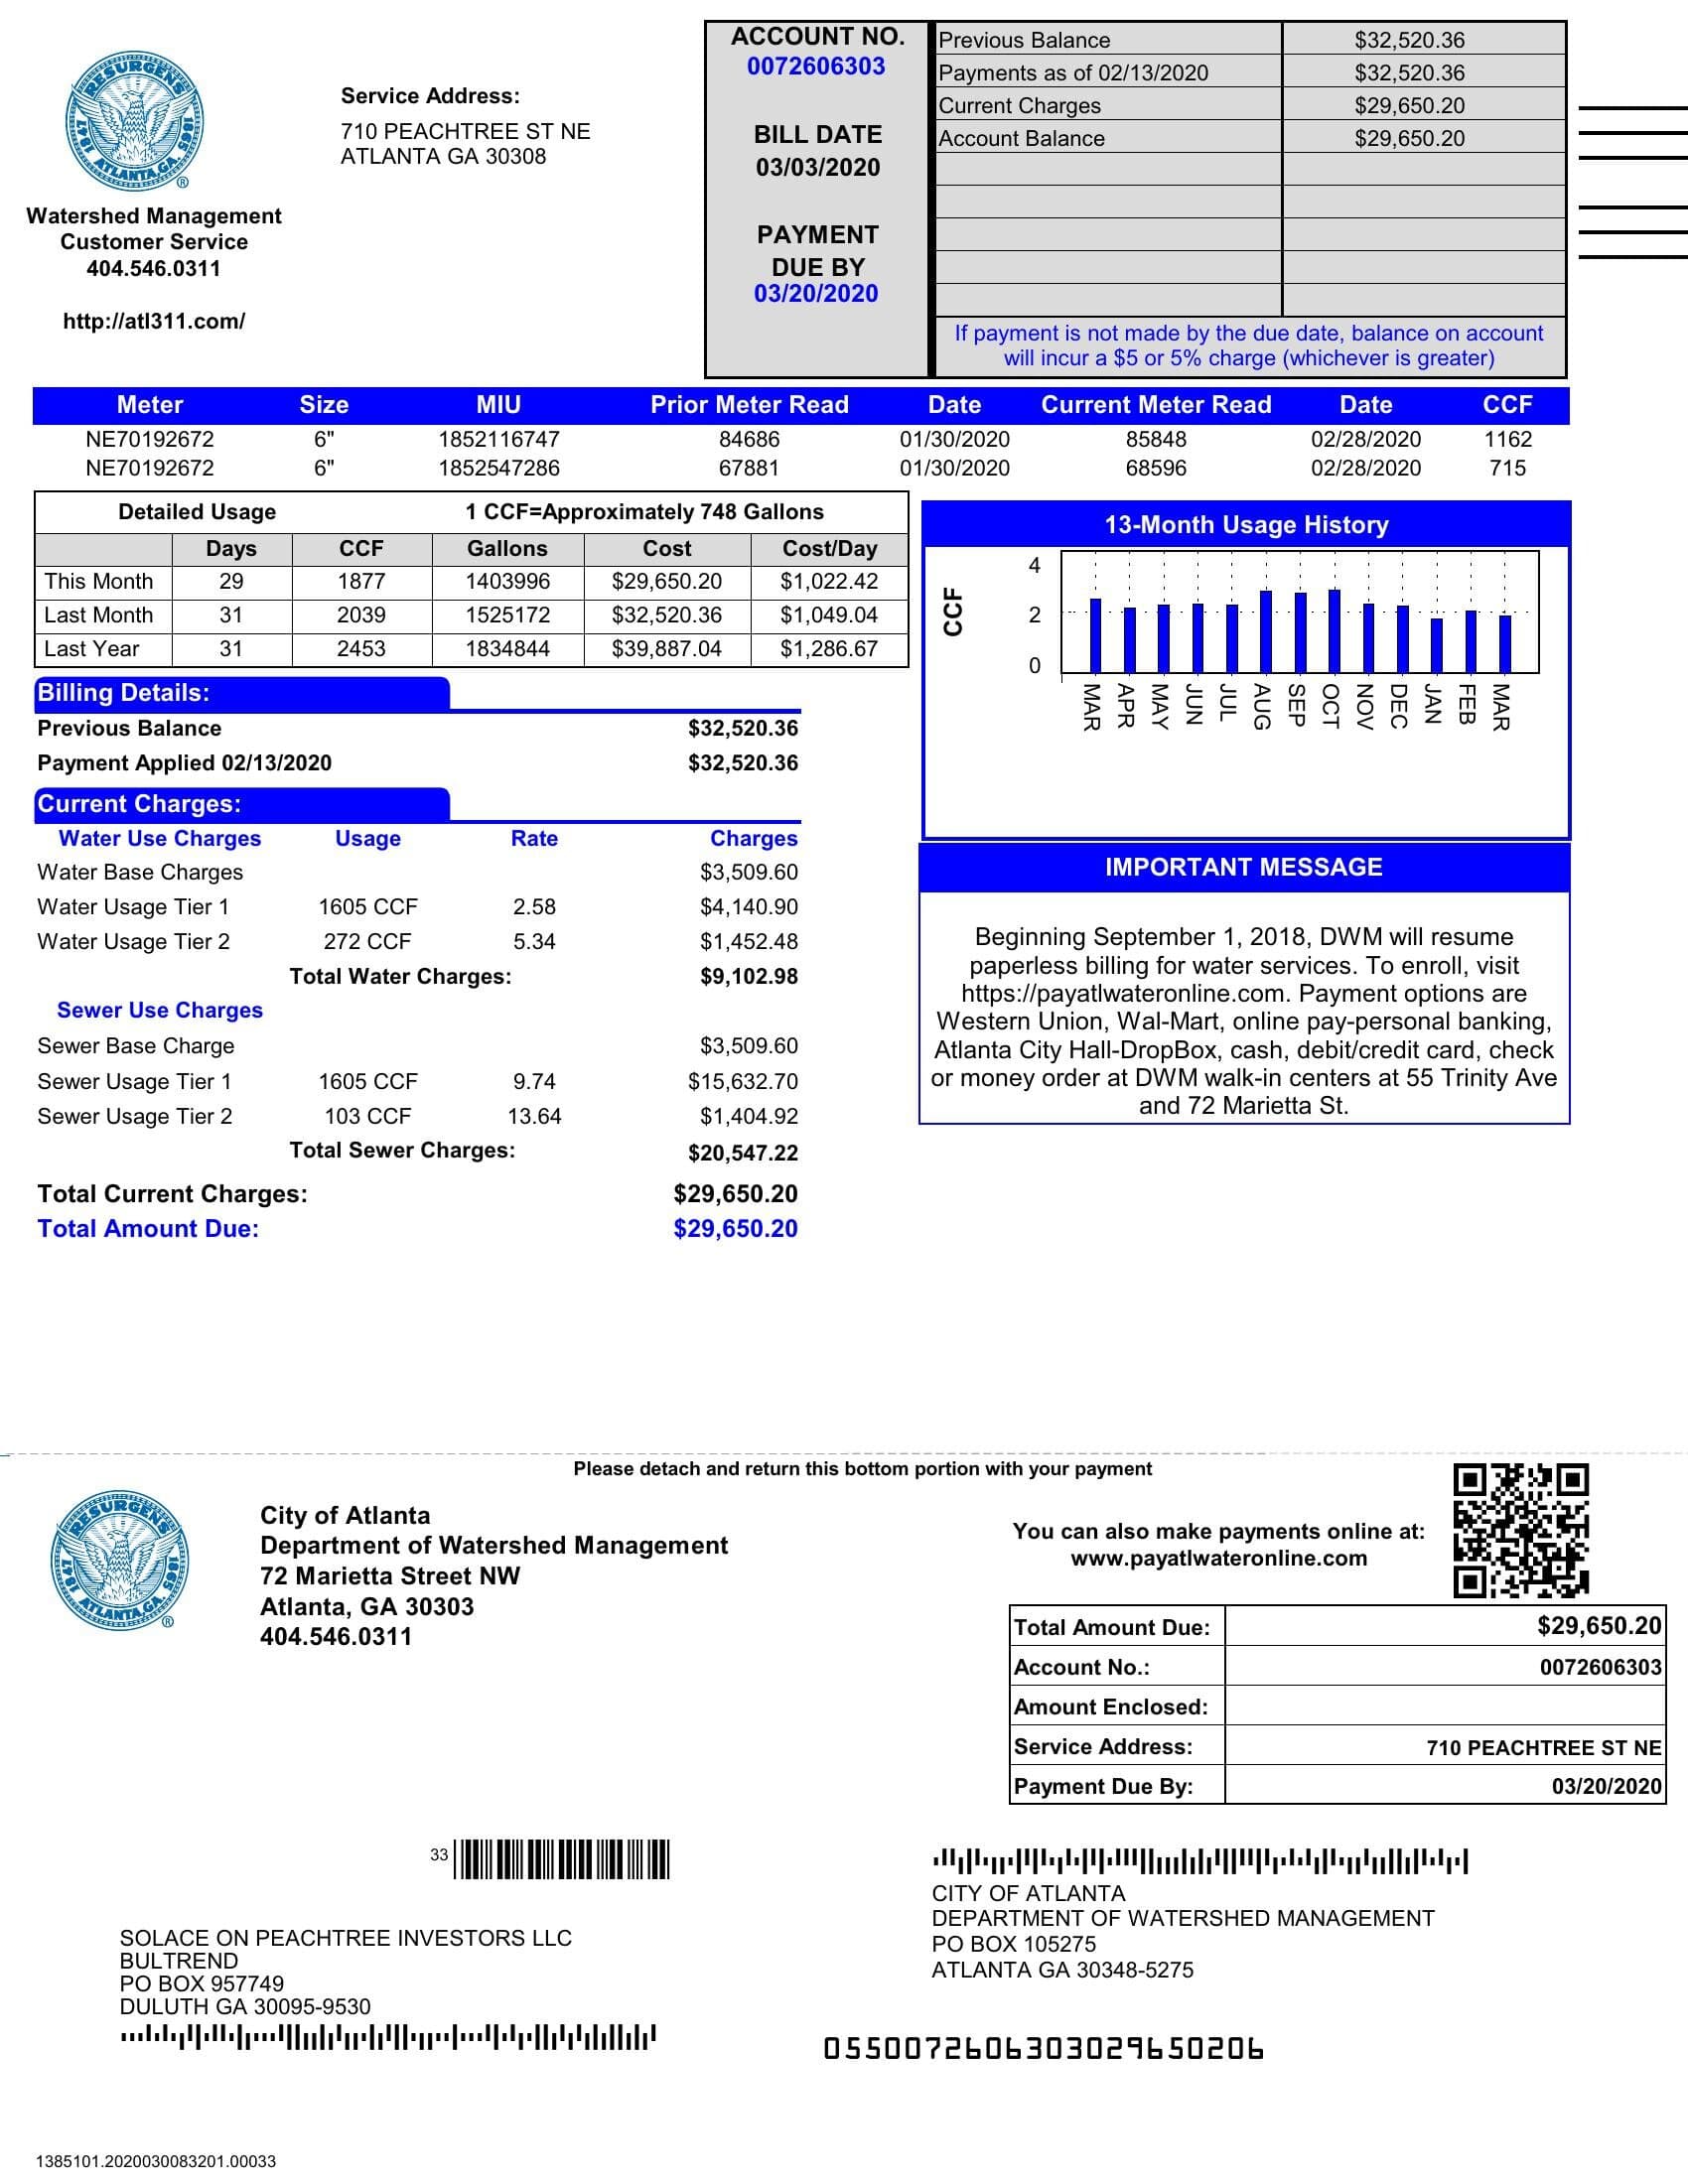 RESURGENS
1847 ATLANTA, GA. 1865
®
Watershed Management
Customer Service
404.546.0311
http://atl311.com/
Service Address:
710 PEACHTREE ST NE
ATLANTA GA 30308
ACCOUNT NO.
0072606303
BILL DATE
03/03/2020
PAYMENT
DUE BY
03/20/2020
Previous Balance $32,520.36
Payments as of 02/13/2020 $32,520.36
Current Charges $29,650.20
Account Balance $29,650.20
If payment is not made by the due date, balance on account
will incur a $5 or 5% charge (whichever is greater)
Meter Size MIU Prior Meter Read Date Current Meter Read Date CCF
NE70192672 6" 1852116747 84686 01/30/2020 85848 02/28/2020 1162
NE70192672 6" 1852547286 67881 01/30/2020 68596 02/28/2020 715
Detailed Usage 1 CCF=Approximately 748 Gallons
Days CCF Gallons Cost Cost/Day
This Month 29 1877 1403996 $29,650.20 $1,022.42
Last Month 31 2039 1525172 $32,520.36 $1,049.04
Last Year 31 2453 1834844 $39,887.04 $1,286.67
13-Month Usage History
CCF
4
2
0
MAR APR MAY JUN JUL AUG SEP OCT NOV DEC JAN FEB MAR
Billing Details:
Previous Balance $32,520.36
Payment Applied 02/13/2020 $32,520.36
Current Charges:
Water Use Charges Usage Rate Charges
Water Base Charges $3,509.60
Water Usage Tier 1 1605 CCF 2.58 $4,140.90
Water Usage Tier 2 272 CCF 5.34 $1,452.48
Total Water Charges: $9,102.98
Sewer Use Charges
Sewer Base Charge $3,509.60
Sewer Usage Tier 1 1605 CCF 9.74 $15,632.70
Sewer Usage Tier 2 103 CCF 13.64 $1,404.92
Total Sewer Charges: $20,547.22
Total Current Charges: $29,650.20
Total Amount Due: $29,650.20
IMPORTANT MESSAGE
Beginning September 1, 2018, DWM will resume
paperless billing for water services. To enroll, visit
https://payatlwateronline.com. Payment options are
Western Union, Wal-Mart, online pay-personal banking,
Atlanta City Hall-DropBox, cash, debit/credit card, check
or money order at DWM walk-in centers at 55 Trinity Ave
and 72 Marietta St.
Please detach and return this bottom portion with your payment
RESURGENS
1847 ATLANTA, GA. 1865
®
City of Atlanta
Department of Watershed Management
72 Marietta Street NW
Atlanta, GA 30303
404.546.0311
You can also make payments online at:
www.payatlwateronline.com
Total Amount Due: $29,650.20
Account No.: 0072606303
Amount Enclosed:
Service Address: 710 PEACHTREE ST NE
Payment Due By: 03/20/2020
33
SOLACE ON PEACHTREE INVESTORS LLC
BULTREND
PO BOX 957749
DULUTH GA 30095-9530
CITY OF ATLANTA
DEPARTMENT OF WATERSHED MANAGEMENT
PO BOX 105275
ATLANTA GA 30348-5275
0550072606303029650206
1385101.2020030083201.00033